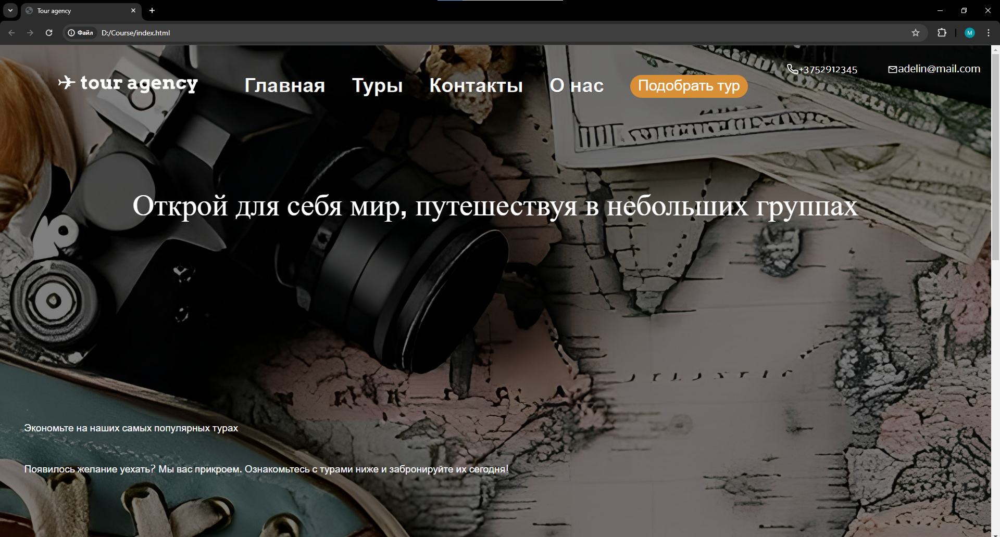 Tour agency
Файл
D:/Course/index.html
M
tour agency
Главная
Туры
Контакты
О нас
Подобрать тур
+3752912345
adelin@mail.com
Открой для себя мир, путешествуя в небольших группах
Экономьте на наших самых популярных турах
Появилось желание уехать? Мы вас прикроем. Ознакомьтесь с турами ниже и забронируйте их сегодня!